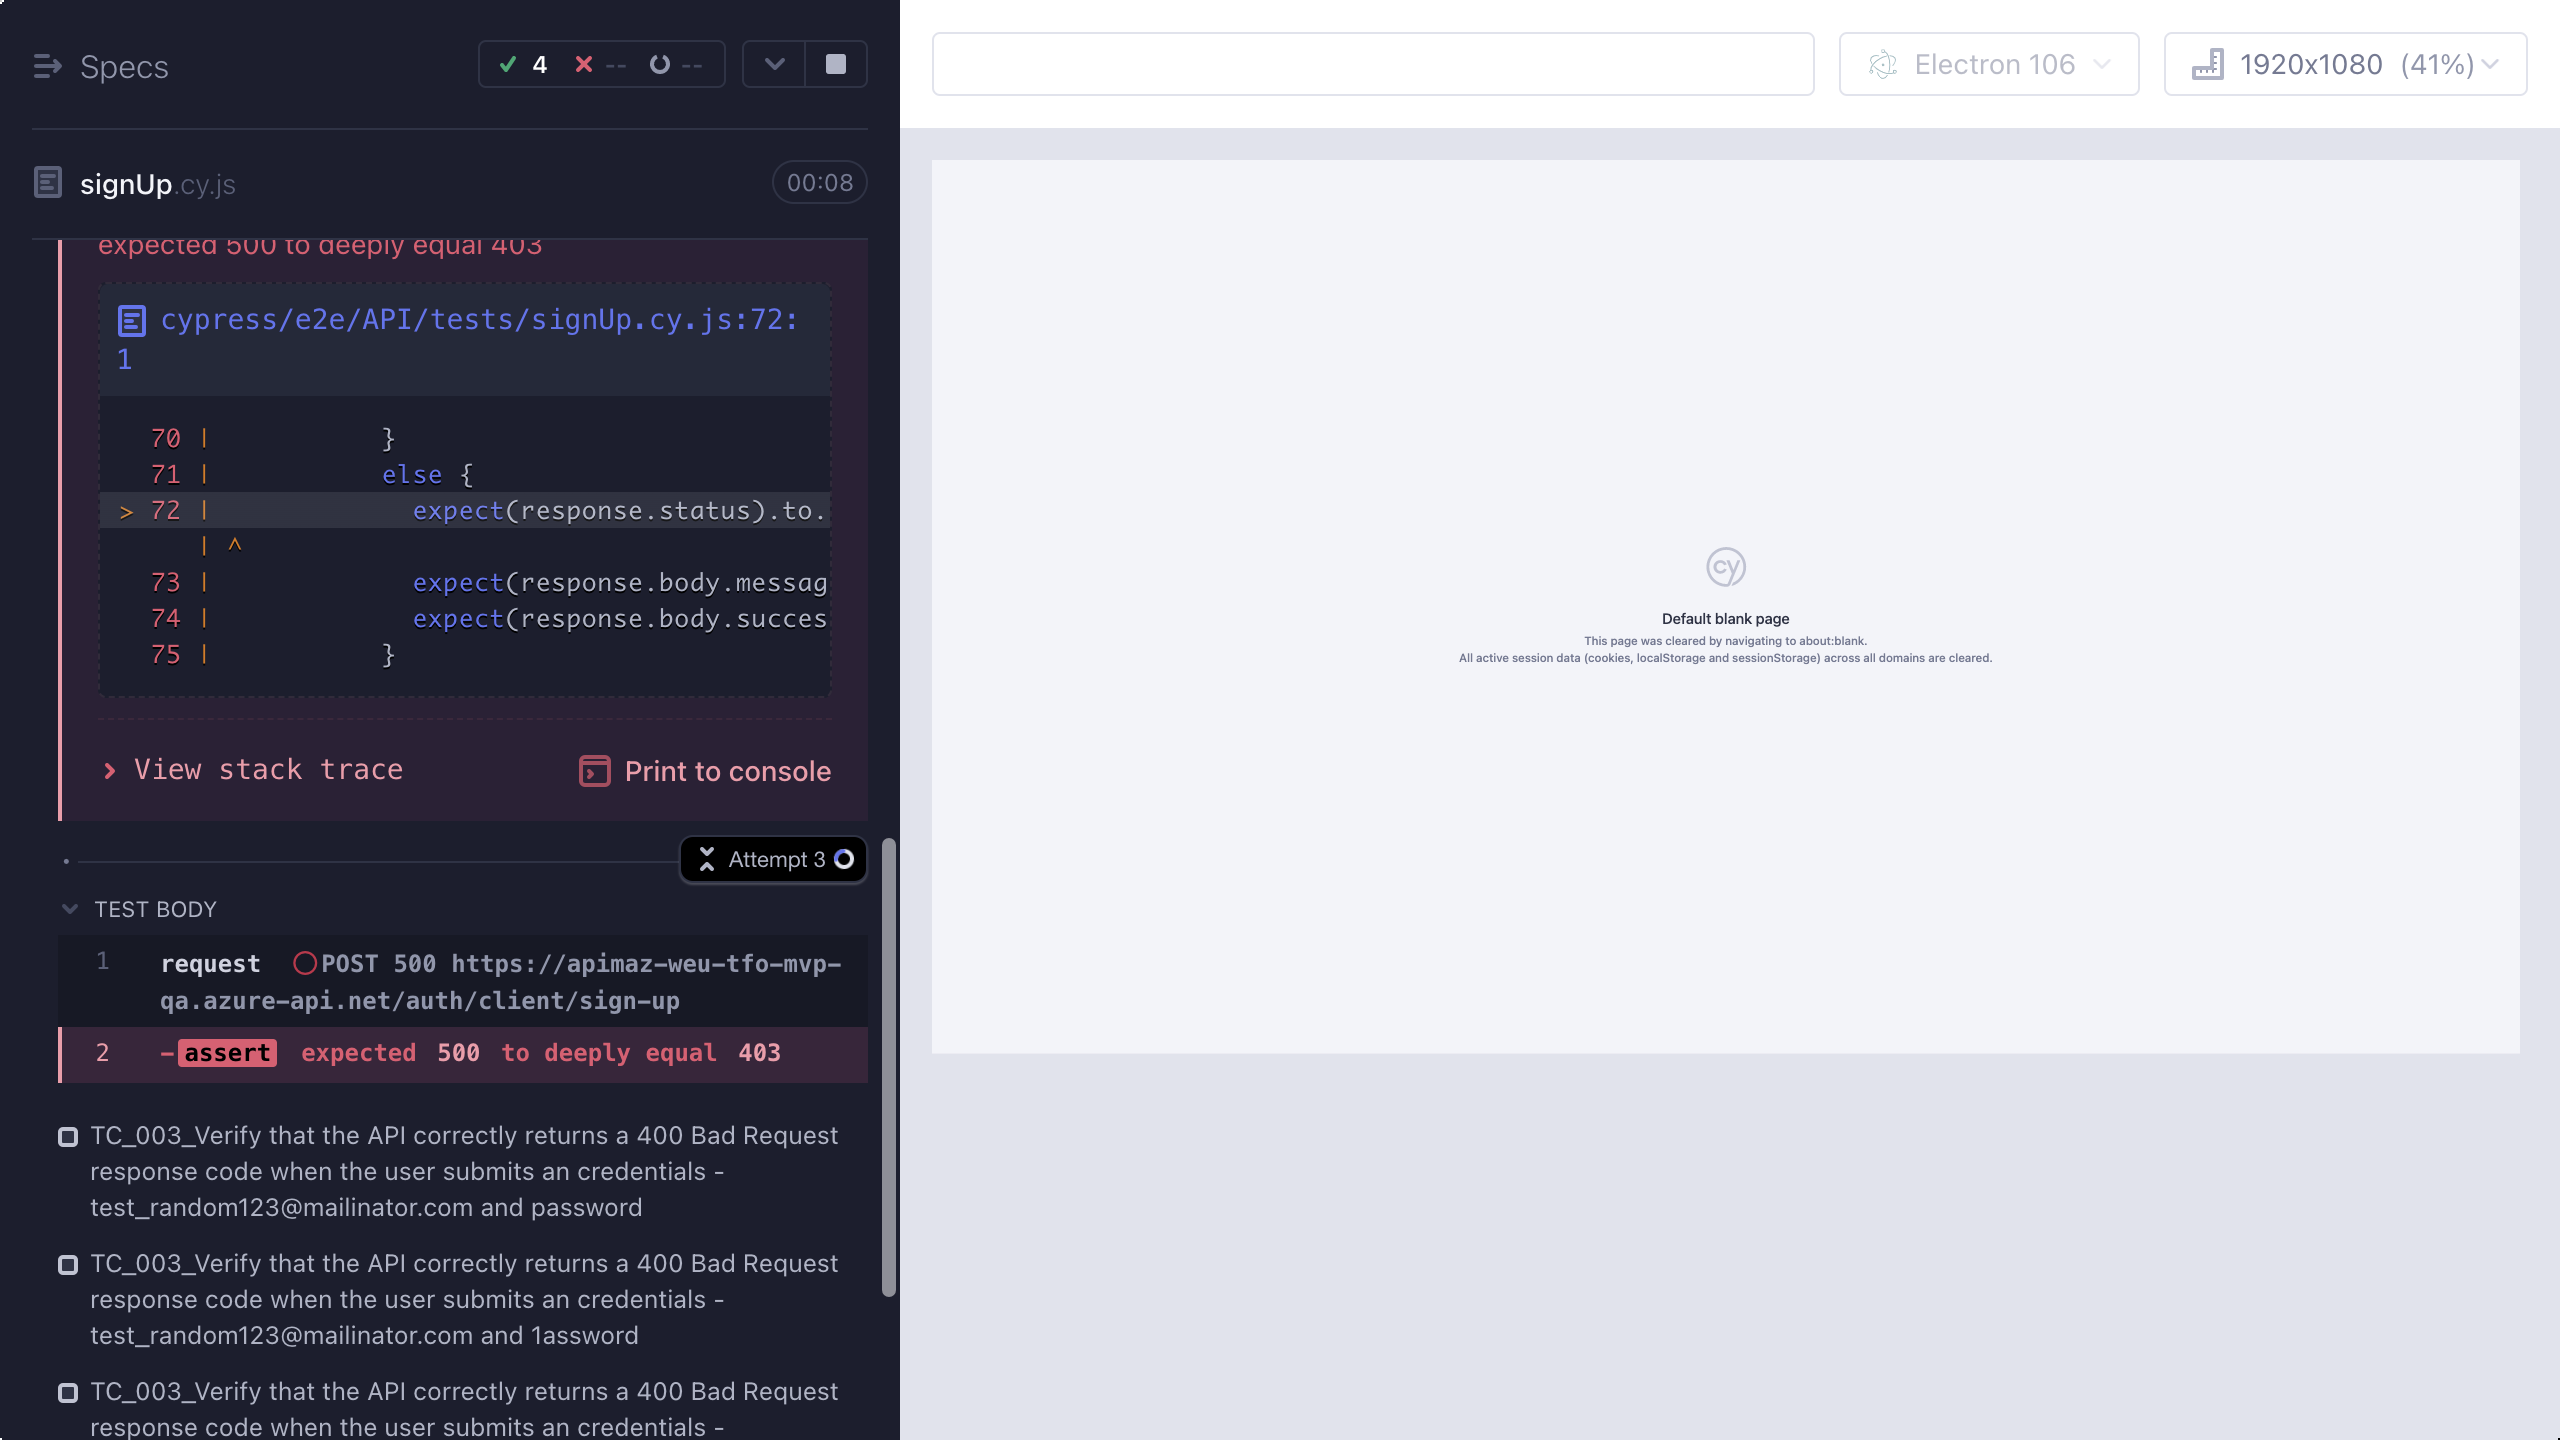 Specs
4 -- --
signUp.cy.js
00:08
expected 500 to deeply equal 403
cypress/e2e/API/tests/signUp.cy.js:72:
1
70 | }
71 | else {
> 72 | expect(response.status).to.
| ^
73 | expect(response.body.messag
74 | expect(response.body.succes
75 | }
View stack trace
Print to console
Attempt 3
TEST BODY
1 request POST 500 https://apimaz-weu-tfo-mvp-
qa.azure-api.net/auth/client/sign-up
2 -assert expected 500 to deeply equal 403
TC_003_Verify that the API correctly returns a 400 Bad Request
response code when the user submits an credentials -
test_random123@mailinator.com and password
TC_003_Verify that the API correctly returns a 400 Bad Request
response code when the user submits an credentials -
test_random123@mailinator.com and 1assword
TC_003_Verify that the API correctly returns a 400 Bad Request
response code when the user submits an credentials -
Electron 106
1920x1080 (41%)
cy
Default blank page
This page was cleared by navigating to about:blank.
All active session data (cookies, localStorage and sessionStorage) across all domains are cleared.